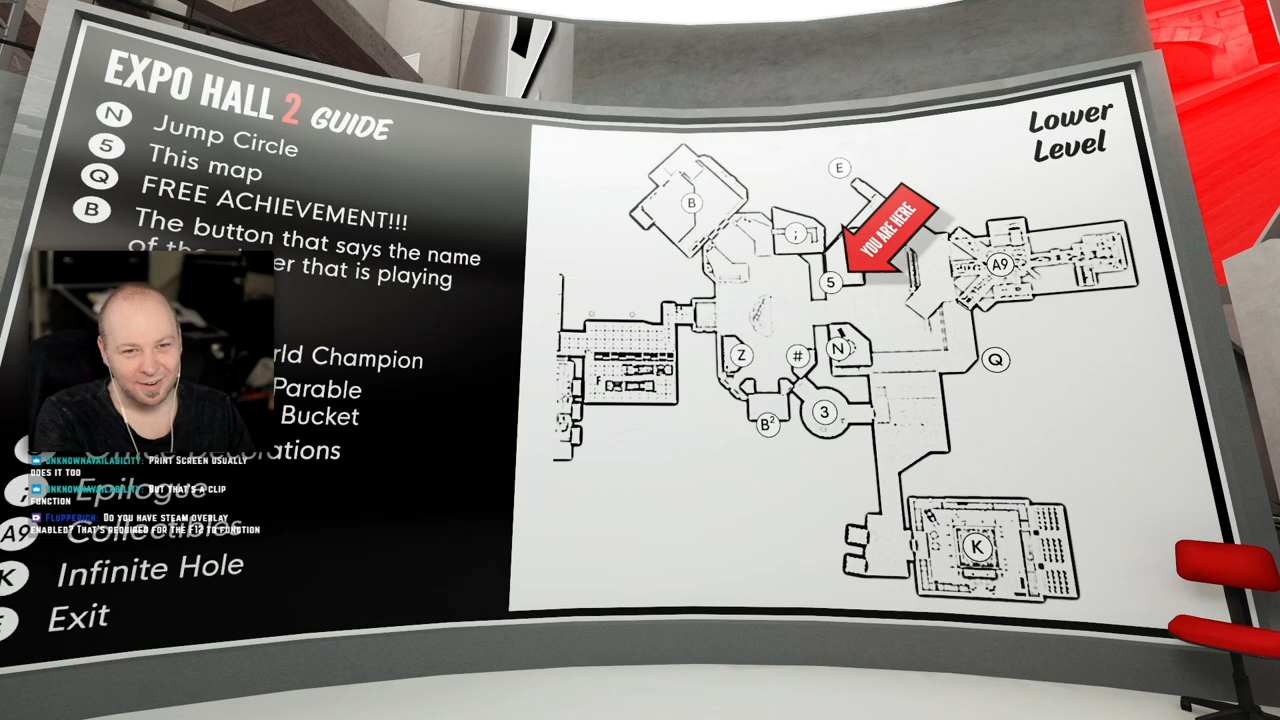 EXPO HALL 2 GUIDE
N Jump Circle
5 This map
Q FREE ACHIEVEMENT!!!
B The button that says the name
of the
er that is playing
rld Champion
Parable
Bucket
ations
; Epilogue
A9 Collectibles
K Infinite Hole
Exit
UNKNOWNAVAILABILITY: PRINT SCREEN USUALLY
DOES IT TOO
UNKNOWNAVAILABILITY: BUT THAT'S A CLIP
FUNCTION
FLUPPERICH: DO YOU HAVE STEAM OVERLAY
ENABLED? THAT'S REQUIRED FOR THE F12 TO FUNCTION
Lower
Level
E
B
;
YOU ARE HERE
A9
5
Z
#
N
Q
3
B²
F
K